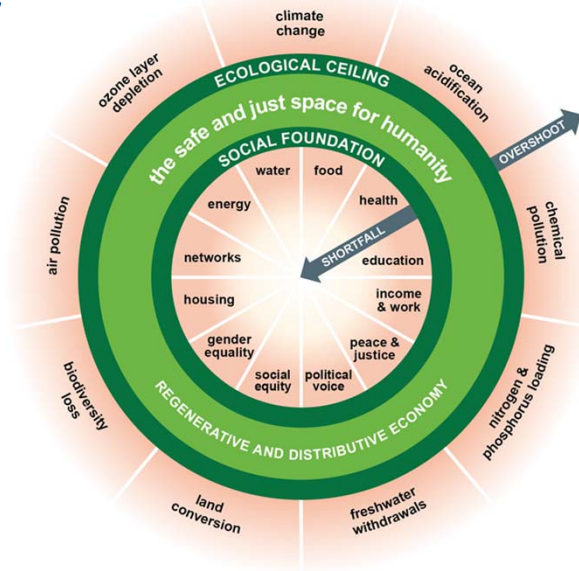 climate
change
ocean
acidification
chemical
pollution
nitrogen &
phosphorus loading
freshwater
withdrawals
land
conversion
biodiversity
loss
air pollution
ozone layer
depletion
ECOLOGICAL CEILING
the safe and just space for humanity
SOCIAL FOUNDATION
OVERSHOOT
SHORTFALL
water
food
health
education
income
& work
peace &
justice
political
voice
social
equity
gender
equality
housing
networks
energy
REGENERATIVE AND DISTRIBUTIVE ECONOMY